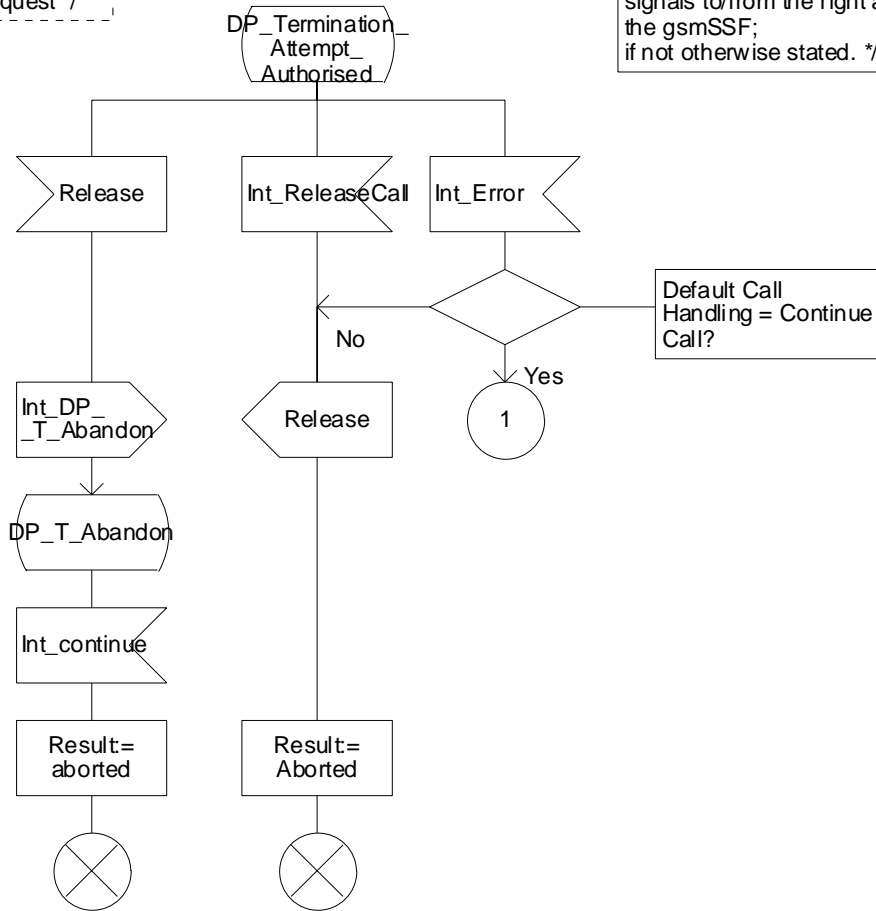 quest */
signals to/from the right a
the gsmSSF;
if not otherwise stated. */
DP_Termination_
Attempt_
Authorised
Release
Int_ReleaseCall
Int_Error
Default Call
Handling = Continue
Call?
No
Yes
Int_DP_
_T_Abandon
Release
1
DP_T_Abandon
Int_continue
Result:=
aborted
Result:=
Aborted